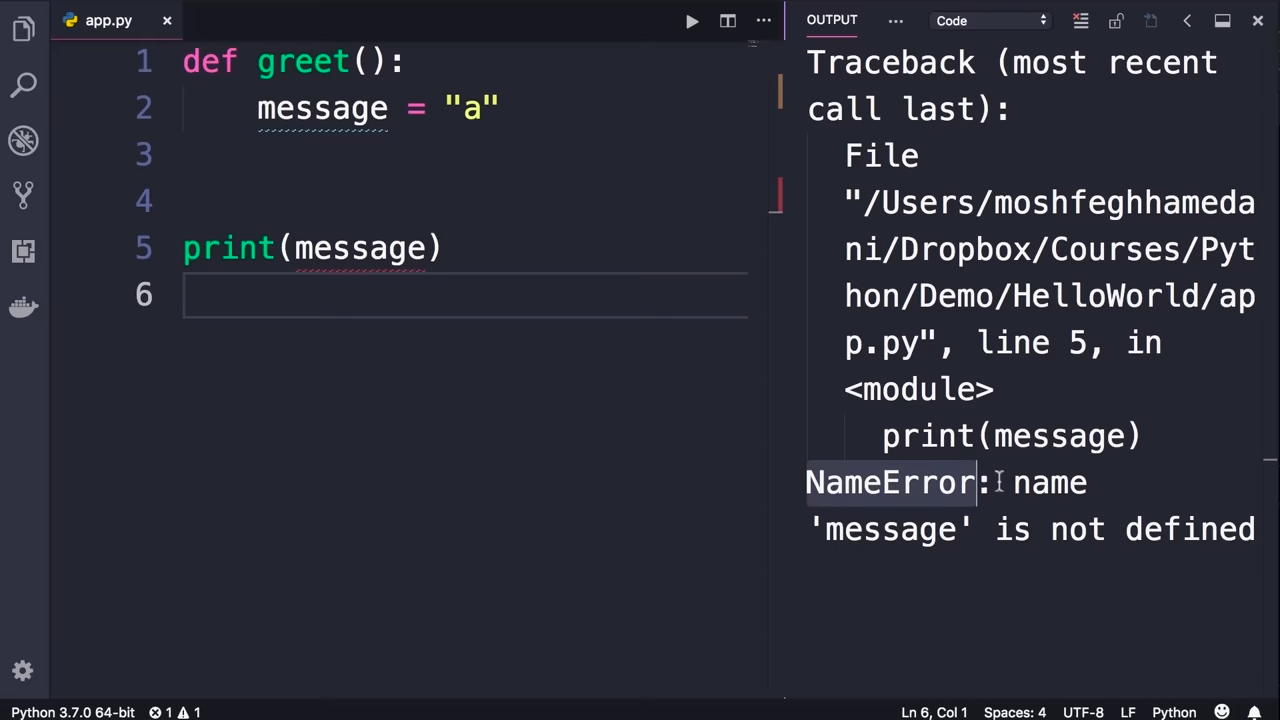 app.py
OUTPUT
Code
1 def greet():
2 message = "a"
3
4
5 print(message)
6
Traceback (most recent
call last):
File
"/Users/moshfeghhameda
ni/Dropbox/Courses/Pyt
hon/Demo/HelloWorld/ap
p.py", line 5, in
<module>
print(message)
NameError: name
'message' is not defined
Python 3.7.0 64-bit 1 1 Ln 6, Col 1 Spaces: 4 UTF-8 LF Python